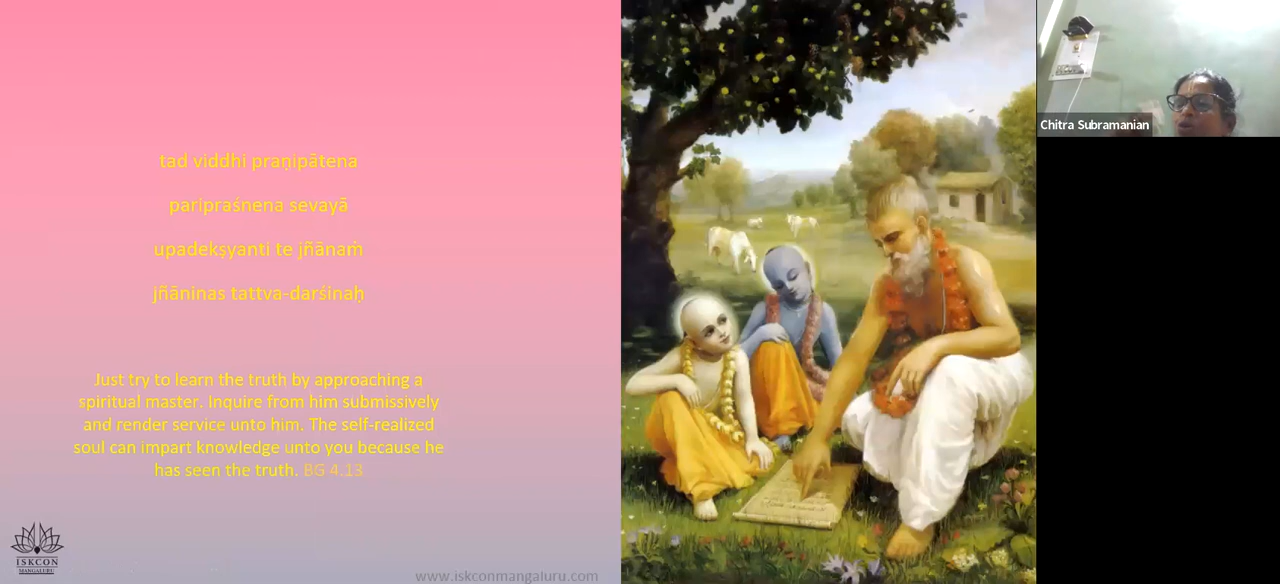 tad viddhi praṇipātena
paripraśnena sevayā
upadekṣyanti te jñānaṁ
jñāninas tattva-darśinaḥ
Just try to learn the truth by approaching a
spiritual master. Inquire from him submissively
and render service unto him. The self-realized
soul can impart knowledge unto you because he
has seen the truth. BG 4.13
ISKCON
MANGALURU
www.iskconmangaluru.com
Chitra Subramanian